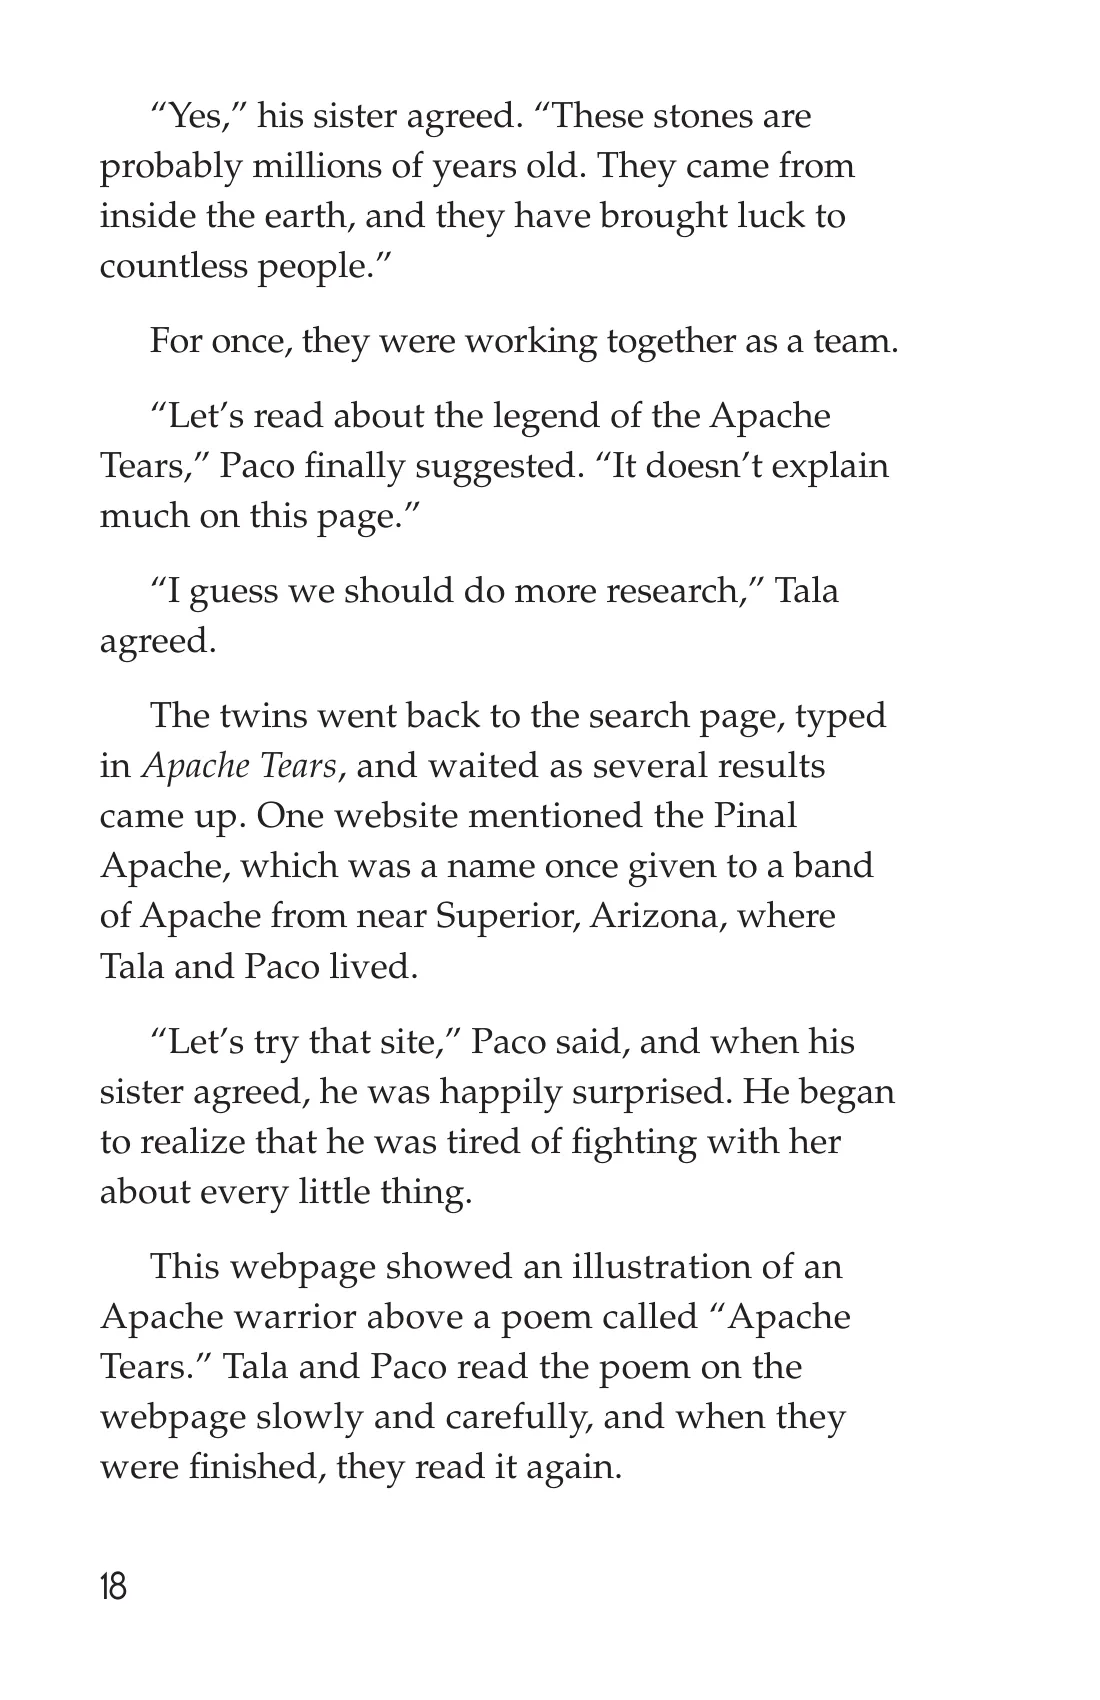 “Yes,” his sister agreed. “These stones are
probably millions of years old. They came from
inside the earth, and they have brought luck to
countless people.”
For once, they were working together as a team.
“Let’s read about the legend of the Apache
Tears,” Paco finally suggested. “It doesn’t explain
much on this page.”
“I guess we should do more research,” Tala
agreed.
The twins went back to the search page, typed
in Apache Tears, and waited as several results
came up. One website mentioned the Pinal
Apache, which was a name once given to a band
of Apache from near Superior, Arizona, where
Tala and Paco lived.
“Let’s try that site,” Paco said, and when his
sister agreed, he was happily surprised. He began
to realize that he was tired of fighting with her
about every little thing.
This webpage showed an illustration of an
Apache warrior above a poem called “Apache
Tears.” Tala and Paco read the poem on the
webpage slowly and carefully, and when they
were finished, they read it again.
18